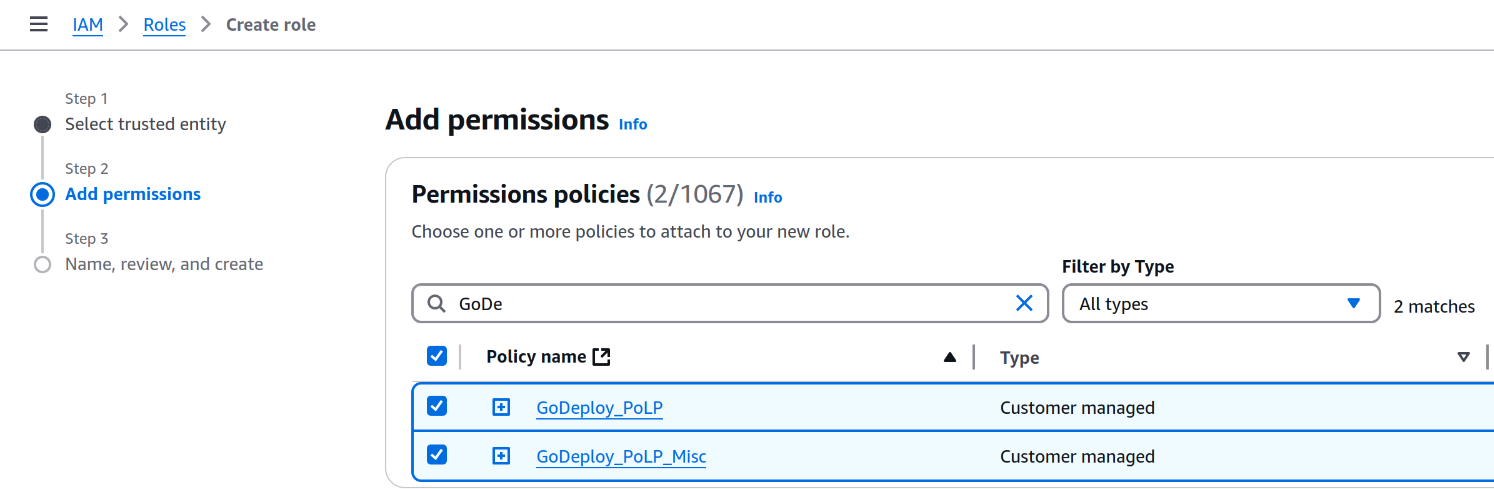 IAM > Roles > Create role
Step 1
Select trusted entity
Step 2
Add permissions
Step 3
Name, review, and create
Add permissions Info
Permissions policies (2/1067) Info
Choose one or more policies to attach to your new role.
Filter by Type
GoDe All types 2 matches
Policy name Type
GoDeploy_PoLP Customer managed
GoDeploy_PoLP_Misc Customer managed